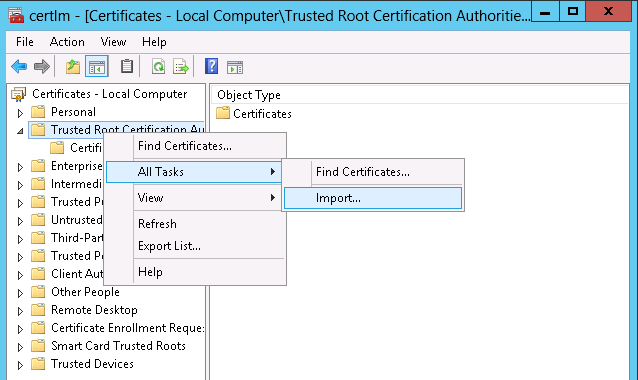 certlm - [Certificates - Local Computer\Trusted Root Certification Authoritie...
File Action View Help
Certificates - Local Computer
Personal
Trusted Root Certification Au
Certifi
Enterprise
Intermedi
Trusted Pu
Untrusted
Third-Part
Trusted Pe
Client Aut
Other People
Remote Desktop
Certificate Enrollment Reque
Smart Card Trusted Roots
Trusted Devices
Object Type
Certificates
Find Certificates...
All Tasks
View
Refresh
Export List...
Help
Find Certificates...
Import...